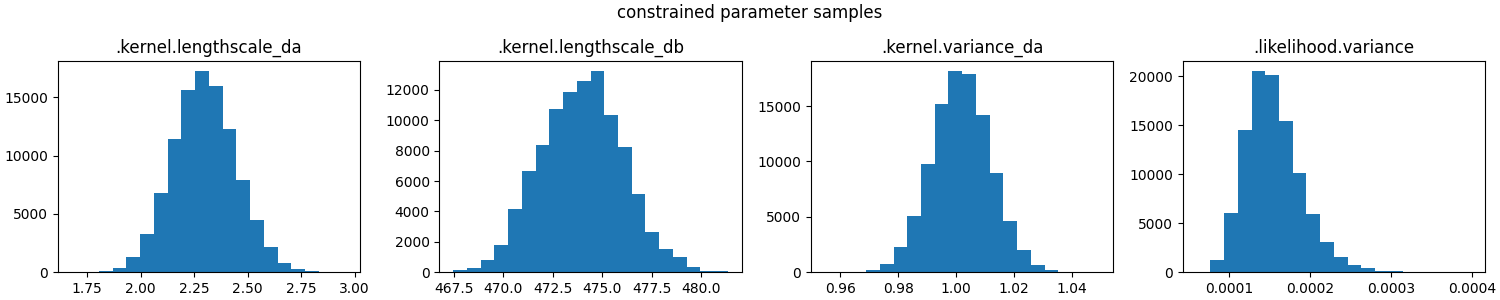 constrained parameter samples
.kernel.lengthscale_da
.kernel.lengthscale_db
.kernel.variance_da
.likelihood.variance
15000
10000
5000
0
1.75 2.00 2.25 2.50 2.75 3.00
12000
10000
8000
6000
4000
2000
0
467.5 470.0 472.5 475.0 477.5 480.0
15000
10000
5000
0
0.96 0.98 1.00 1.02 1.04
20000
15000
10000
5000
0
0.0001 0.0002 0.0003 0.0004